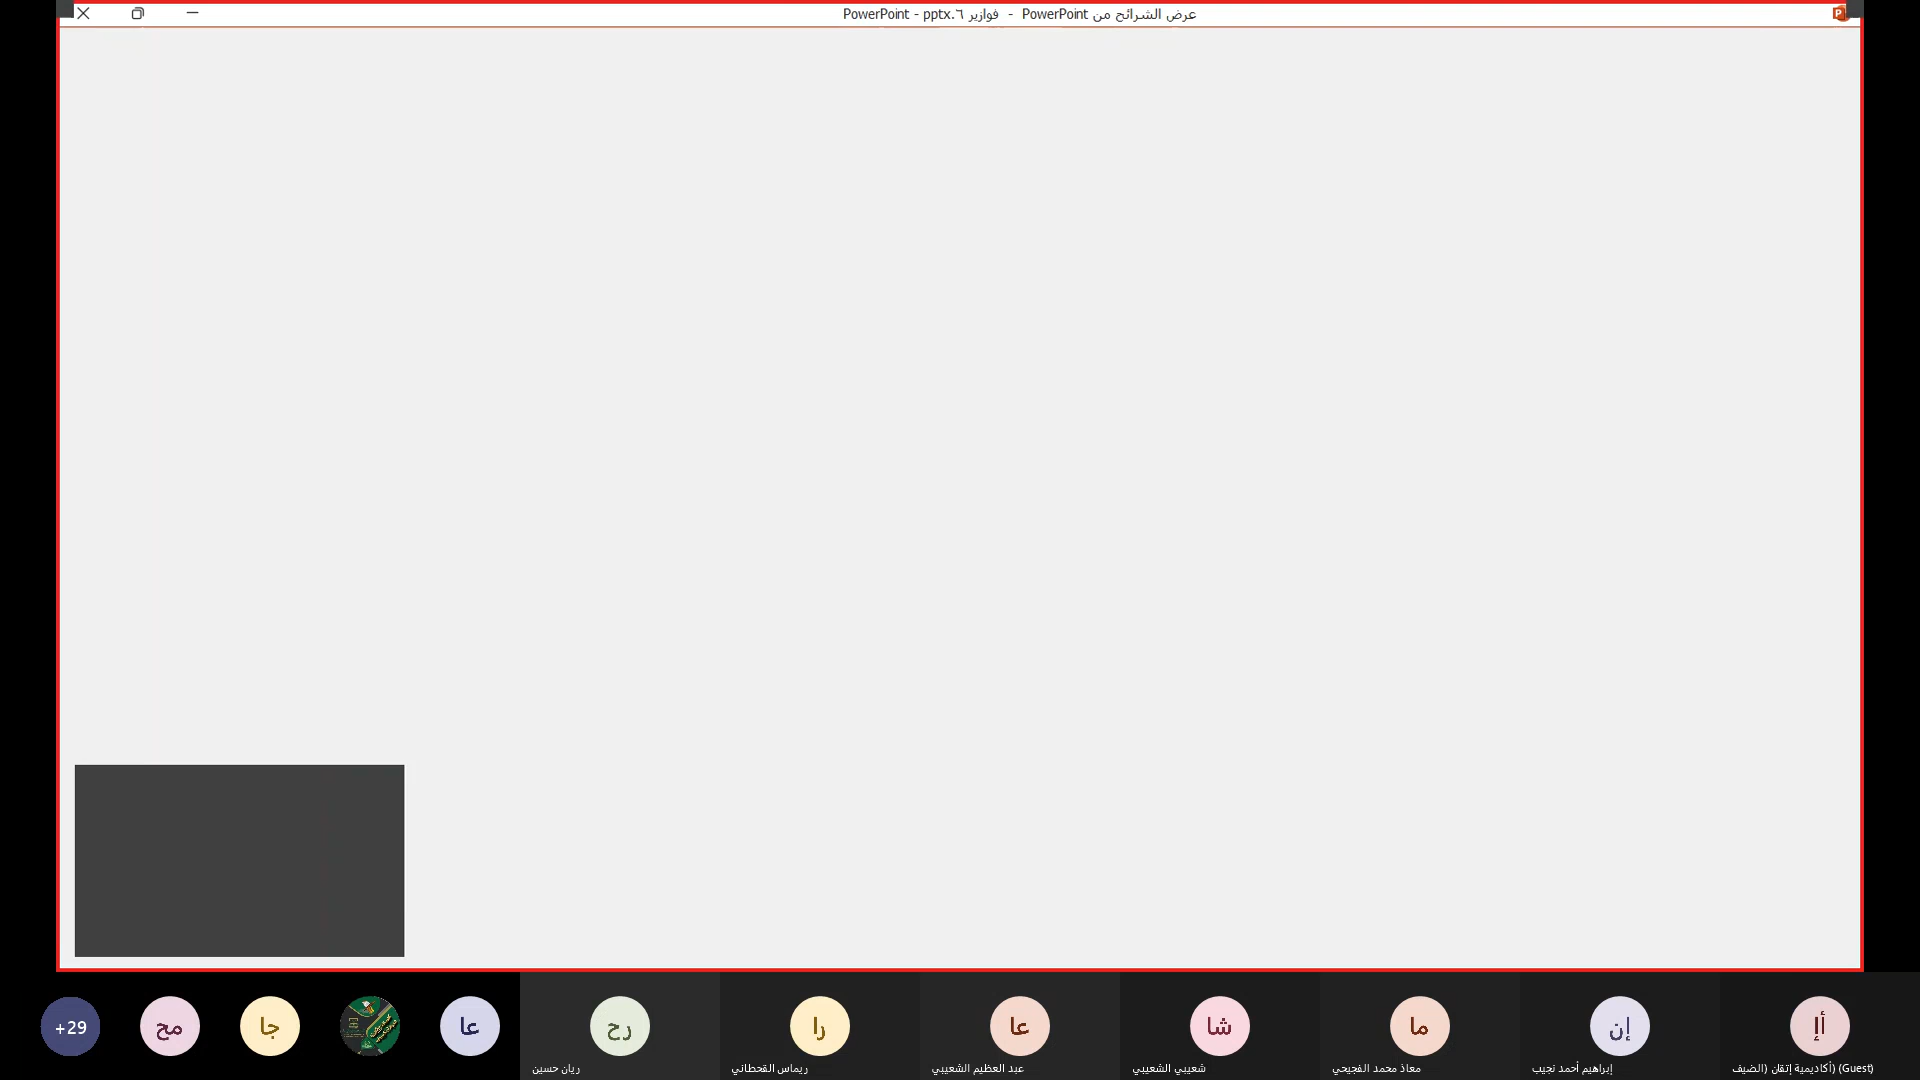 عرض الشرائح من PowerPoint - فوازير ٦.pptx - PowerPoint
أإ
إن
ما
شا
عا
را
رح
عا
جا
مح
+29
أكاديمية إتقان (الضيف) (Guest)
إبراهيم أحمد نجيب
معاذ محمد الفجيحي
شعيبي الشعيبي
عبد العظيم الشعيبي
ريماس القحطاني
ريان حسين